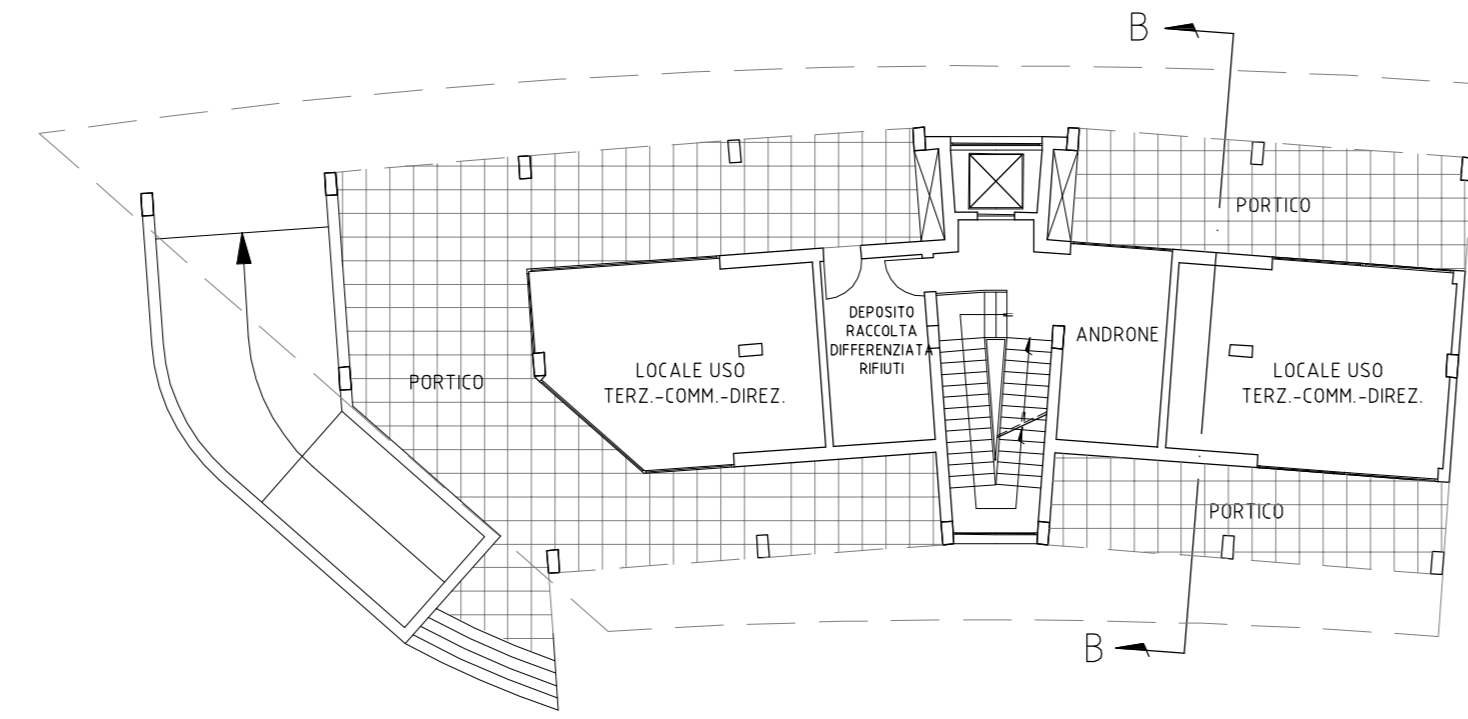 B
PORTICO
DEPOSITO
RACCOLTA
DIFFERENZIATA
RIFIUTI
ANDRONE
LOCALE USO
TERZ.-COMM.-DIREZ.
LOCALE USO
TERZ.-COMM.-DIREZ.
PORTICO
PORTICO
B